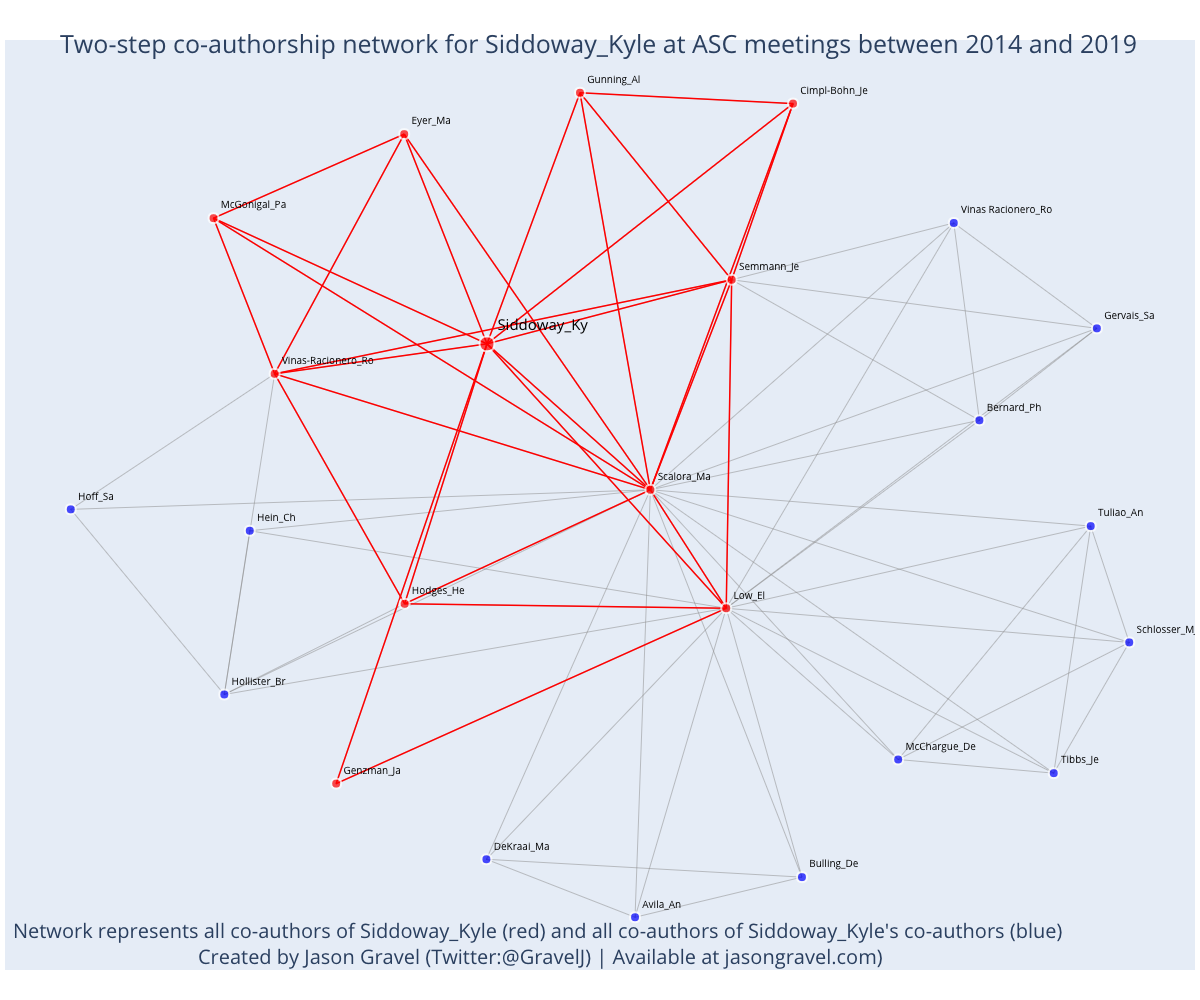 Two-step co-authorship network for Siddoway_Kyle at ASC meetings between 2014 and 2019
Gunning_Al
Cimpl-Bohn_Je
Eyer_Ma
McGonigal_Pa
Vinas Racionero_Ro
Semmann_Je
Gervais_Sa
Siddoway_Ky
Vinas-Racionero_Ro
Bernard_Ph
Scalora_Ma
Hoff_Sa
Tuliao_An
Hein_Ch
Hodges_He
Low_El
Schlosser_MJ
Hollister_Br
McChargue_De
Tibbs_Je
Genzman_Ja
DeKraai_Ma
Bulling_De
Avila_An
Network represents all co-authors of Siddoway_Kyle (red) and all co-authors of Siddoway_Kyle's co-authors (blue)
Created by Jason Gravel (Twitter:@GravelJ) | Available at jasongravel.com)